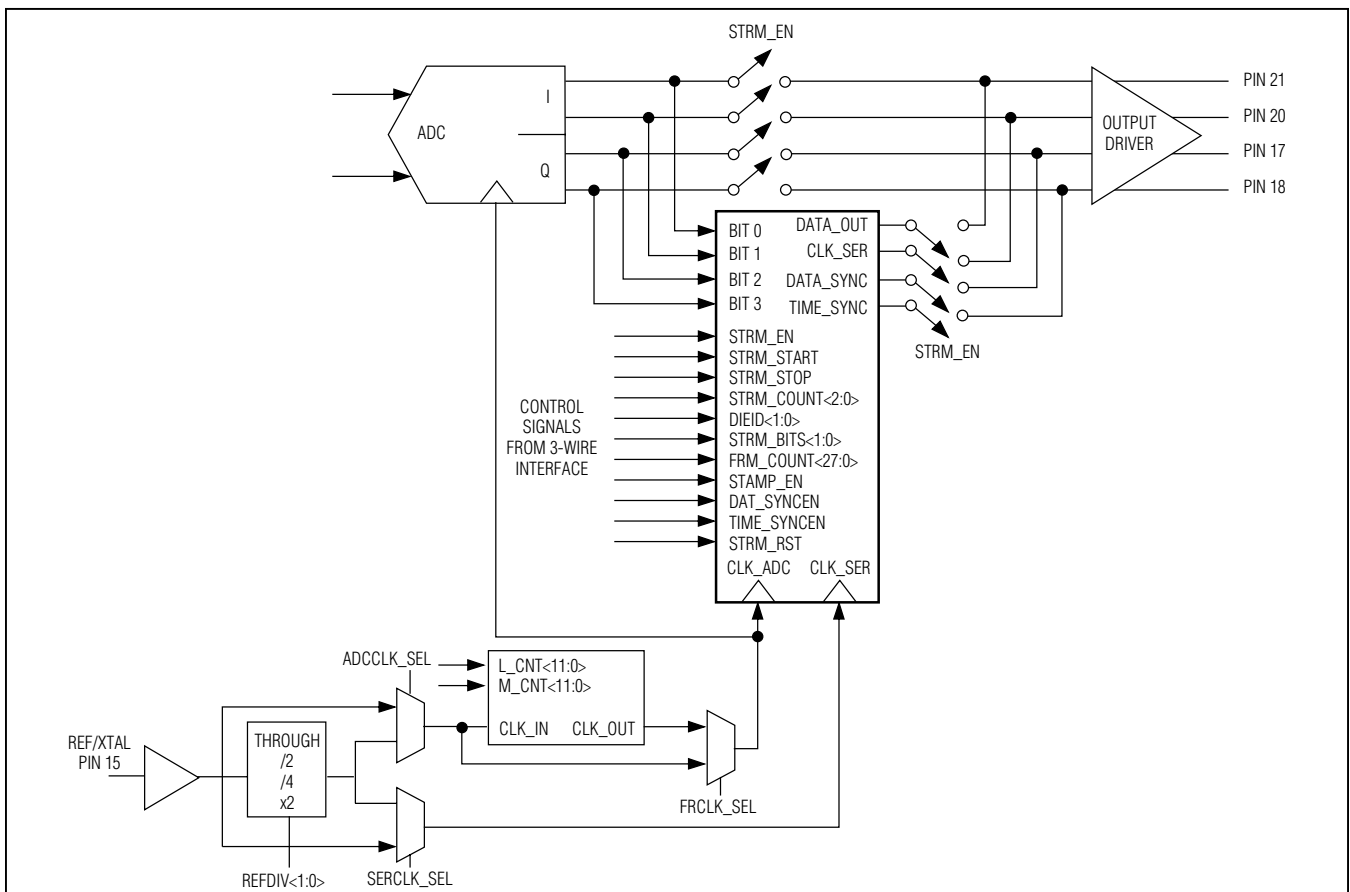 STRM_EN
ADC
I
Q
OUTPUT
DRIVER
PIN 21
PIN 20
PIN 17
PIN 18
BIT 0
BIT 1
BIT 2
BIT 3
DATA_OUT
CLK_SER
DATA_SYNC
TIME_SYNC
STRM_EN
CONTROL
SIGNALS
FROM 3-WIRE
INTERFACE
STRM_EN
STRM_START
STRM_STOP
STRM_COUNT<2:0>
DIEID<1:0>
STRM_BITS<1:0>
FRM_COUNT<27:0>
STAMP_EN
DAT_SYNCEN
TIME_SYNCEN
STRM_RST
CLK_ADC
CLK_SER
ADCCLK_SEL
L_CNT<11:0>
M_CNT<11:0>
CLK_IN
CLK_OUT
FRCLK_SEL
REF/XTAL
PIN 15
THROUGH
/2
/4
x2
REFDIV<1:0>
SERCLK_SEL